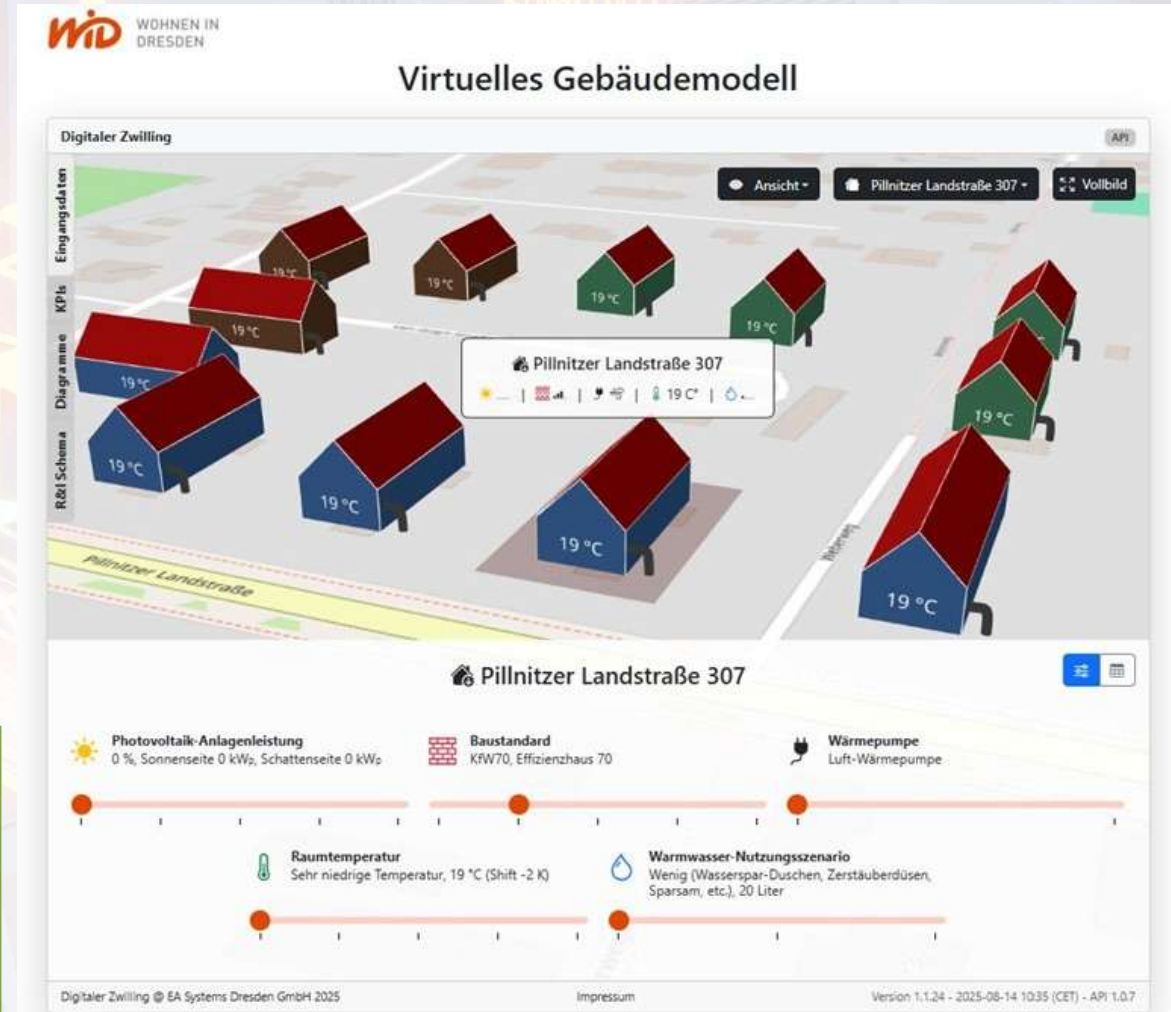 WiD
WOHNEN IN
DRESDEN
Virtuelles Gebäudemodell
Digitaler Zwilling
API
Eingangsdaten
KPIs
Diagramme
R&I Schema
Ansicht
Pillnitzer Landstraße 307
Vollbild
19 °C
19 °C
19 °C
19 °C
19 °C
19 °C
19 °C
19 °C
19 °C
19 °C
19 °C
Pillnitzer Landstraße 307
... | | | 19 C° |
Pillnitzer Landstraße
Weberweg
Pillnitzer Landstraße 307
Photovoltaik-Anlagenleistung
0 %, Sonnenseite 0 kWₚ, Schattenseite 0 kWₚ
Baustandard
KfW70, Effizienzhaus 70
Wärmepumpe
Luft-Wärmepumpe
Raumtemperatur
Sehr niedrige Temperatur, 19 °C (Shift -2 K)
Warmwasser-Nutzungsszenario
Wenig (Wasserspar-Duschen, Zerstäuberdüsen,
Sparsam, etc.), 20 Liter
Digitaler Zwilling @ EA Systems Dresden GmbH 2025
Impressum
Version 1.1.24 - 2025-08-14 10:35 (CET) - API 1.0.7